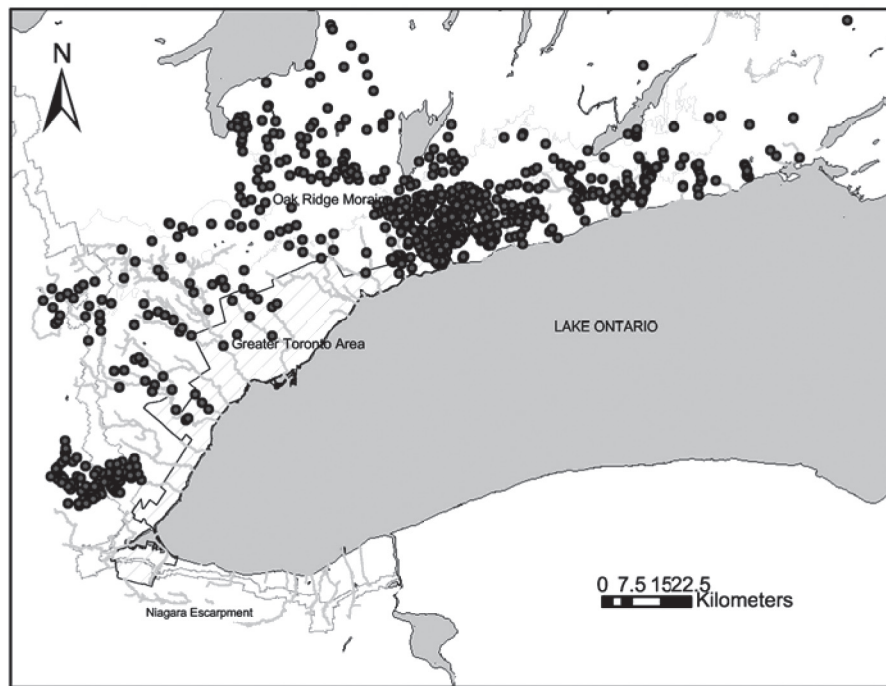 N
Oak Ridge Moraine
LAKE ONTARIO
Greater Toronto Area
0 7.5 1522.5
Kilometers
Niagara Escarpment